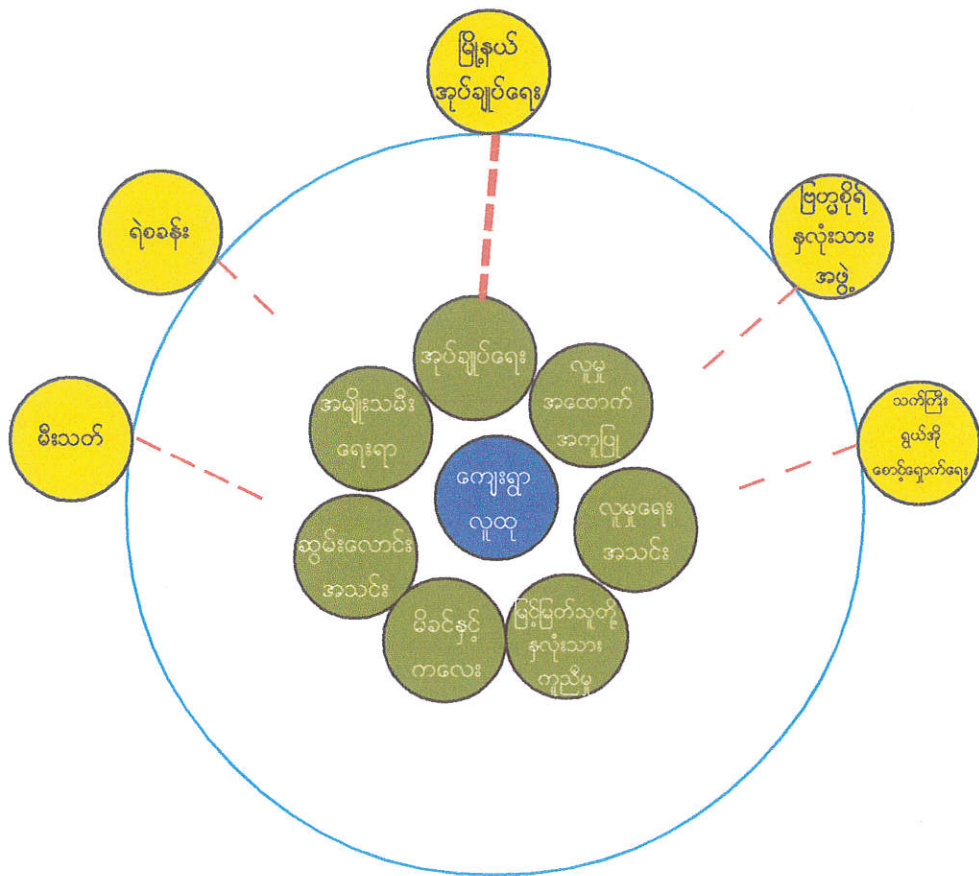 မြို့နယ်
အုပ်ချုပ်ရေး
ရဲစခန်း
ဗြဟ္မစိုရ်
နှလုံးသား
အဖွဲ့
မီးသတ်
သက်ကြီး
ရွယ်အို
စောင့်ရှောက်ရေး
အုပ်ချုပ်ရေး
လူမှု
အထောက်
အကူပြု
အမျိုးသမီး
ရေးရာ
ကျေးရွာ
လူထု
လူမှုရေး
အသင်း
ဆွမ်းလောင်း
အသင်း
မိခင်နှင့်
ကလေး
မြင့်မြတ်သူတို့
နှလုံးသား
ကူညီမှု